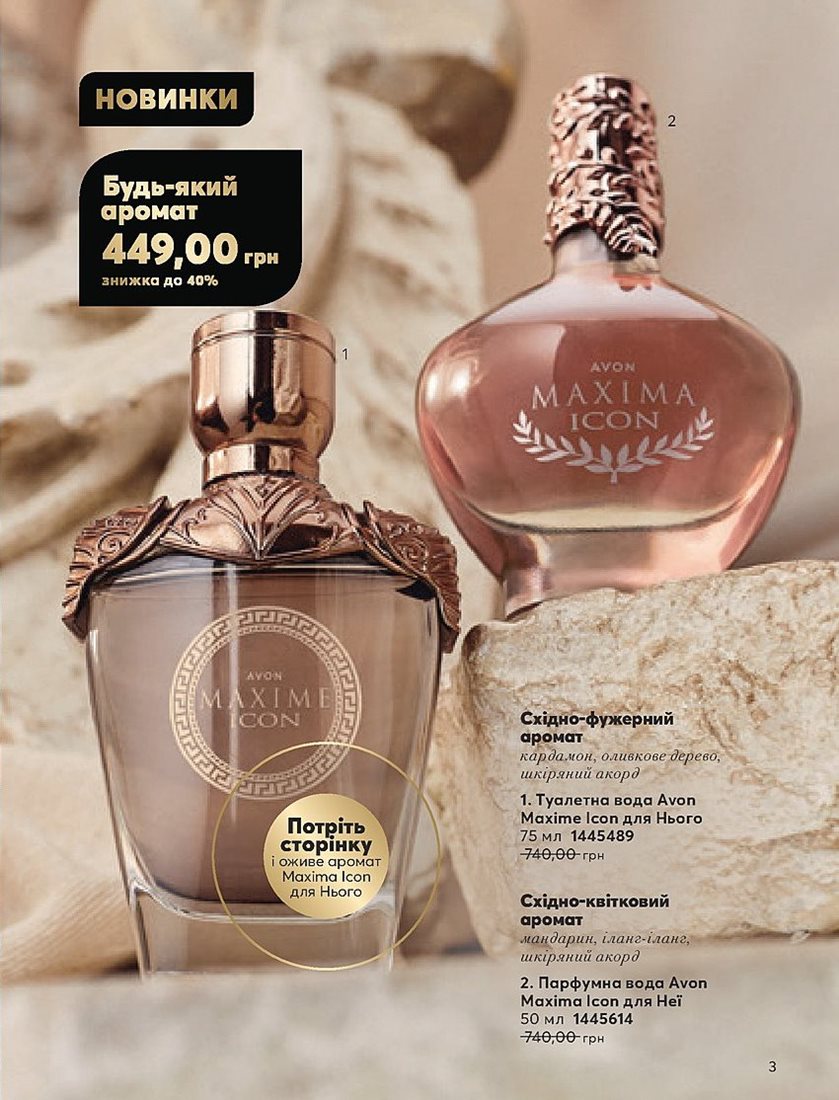 НОВИНКИ
Будь-який
аромат
449,00 грн
знижка до 40%
1
2
AVON
MAXIMA
ICON
AVON
MAXIME
ICON
Потріть
сторінку
і оживе аромат
Maxima Icon
для Нього
Східно-фужерний
аромат
кардамон, оливкове дерево,
шкіряний акорд
1. Туалетна вода Avon
Maxime Icon для Нього
75 мл 1445489
740,00 грн
Східно-квітковий
аромат
мандарин, іланг-іланг,
шкіряний акорд
2. Парфумна вода Avon
Maxima Icon для Неї
50 мл 1445614
740,00 грн
3